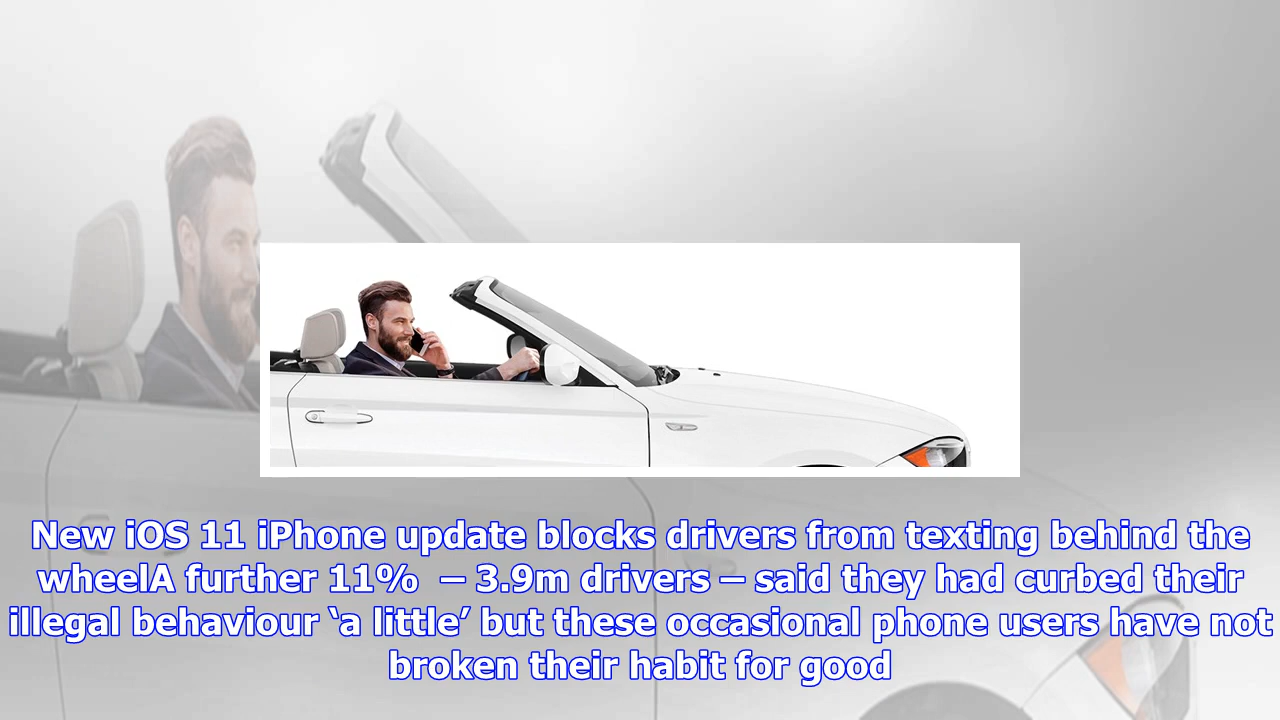 New iOS 11 iPhone update blocks drivers from texting behind the
wheelA further 11%  – 3.9m drivers – said they had curbed their
illegal behaviour ‘a little’ but these occasional phone users have not
broken their habit for good